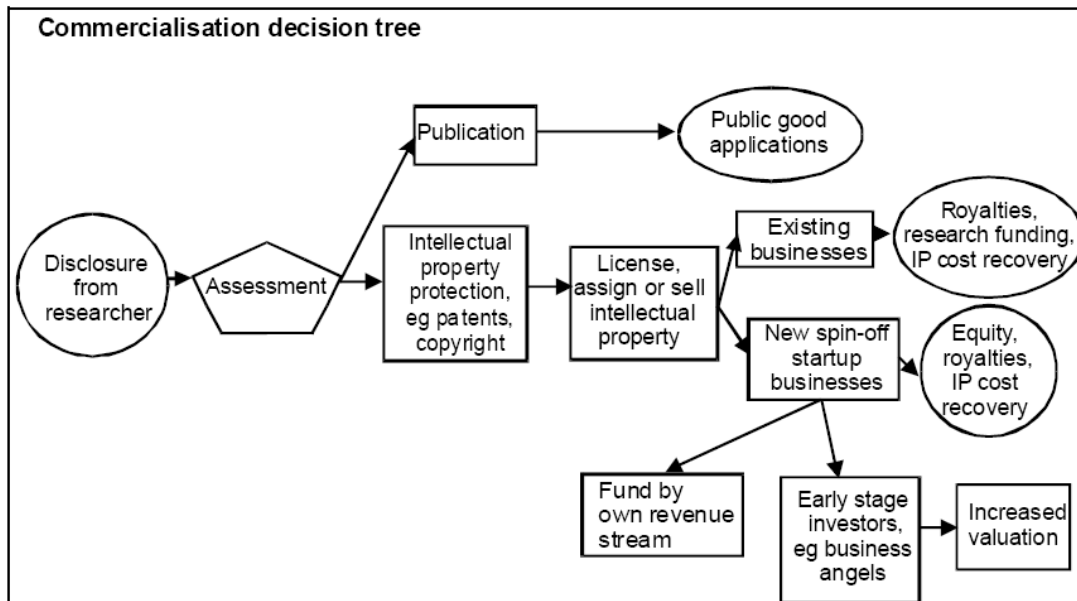 Commercialisation decision tree
Publication
Public good
applications
Disclosure
from
researcher
Assessment
Intellectual
property
protection,
eg patents,
copyright
License,
assign or sell
intellectual
property
Existing
businesses
Royalties,
research funding,
IP cost recovery
New spin-off
startup
businesses
Equity,
royalties,
IP cost
recovery
Fund by
own revenue
stream
Early stage
investors,
eg business
angels
Increased
valuation